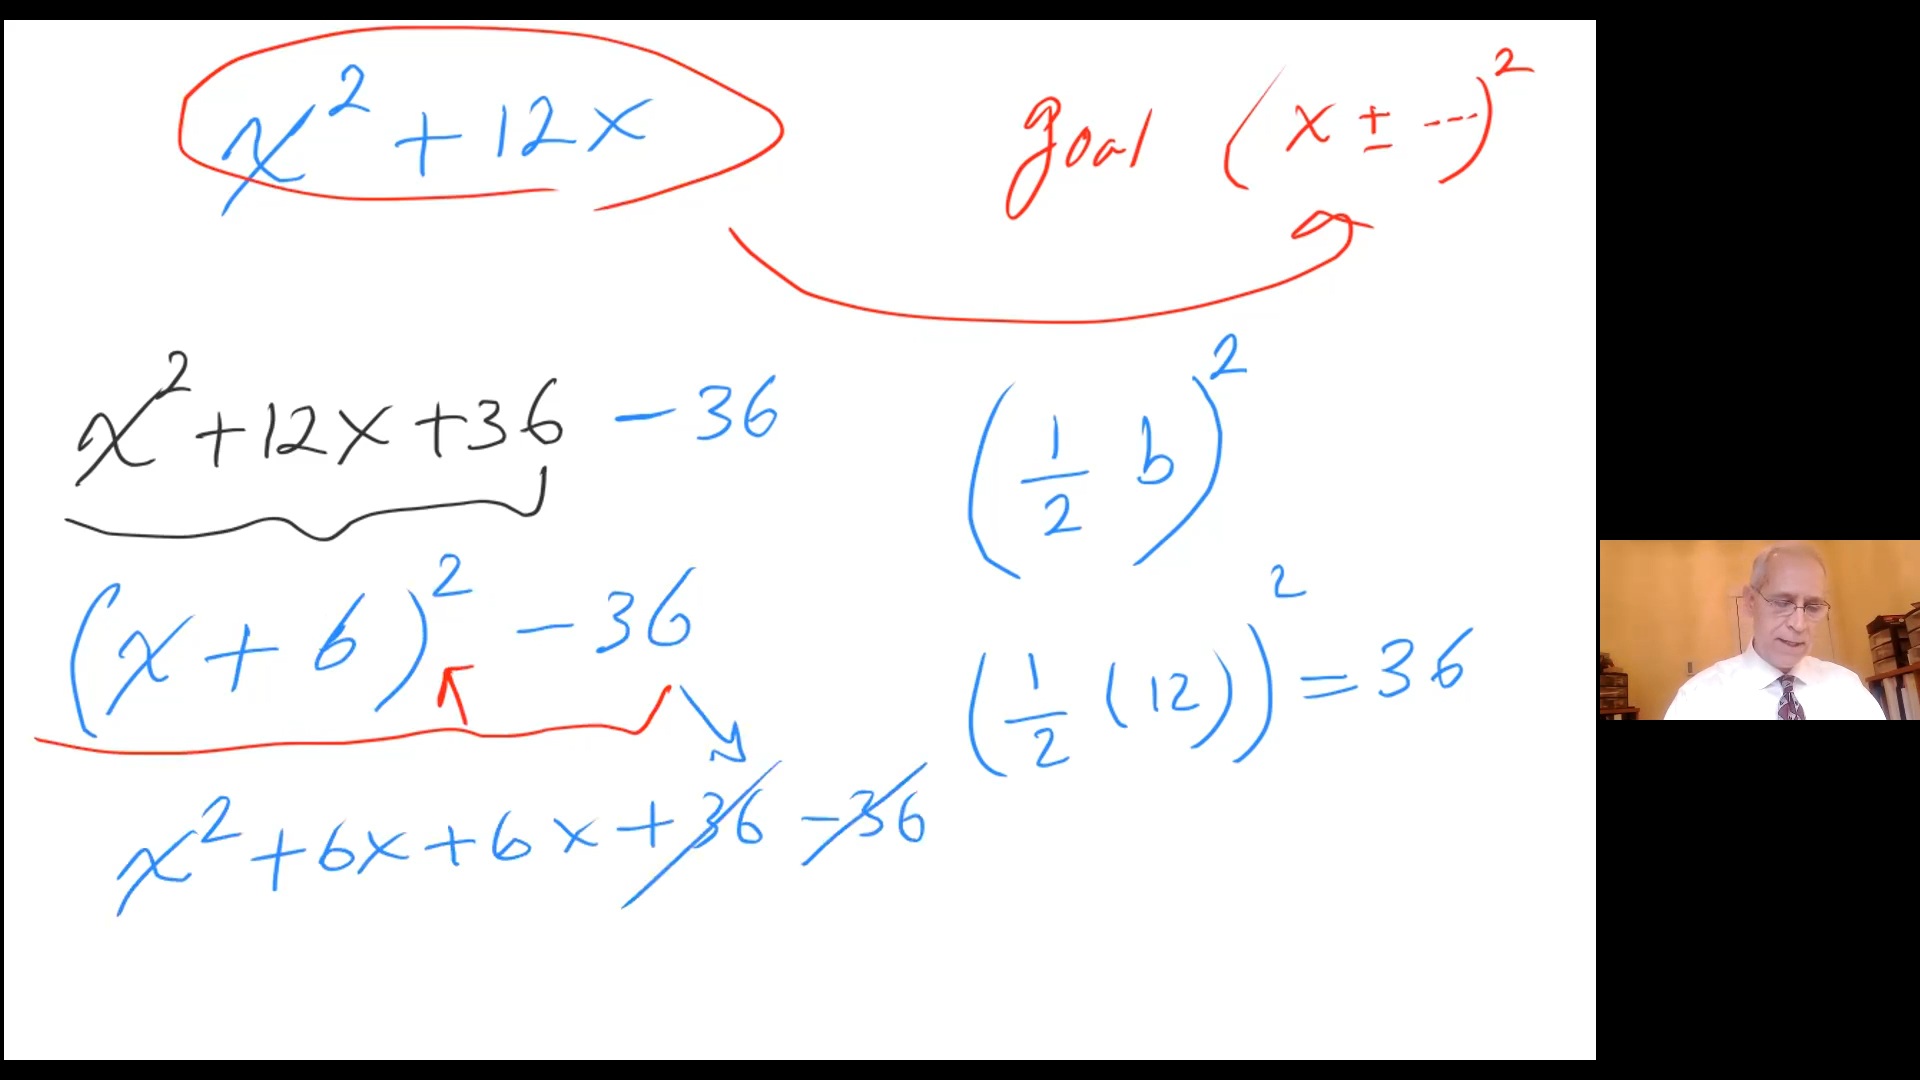 x² + 12x
goal (x ± ---)²
x² + 12x + 36 - 36
(1/2 b)²
(x + 6)² - 36
(1/2 (12))² = 36
x² + 6x + 6x + 36 - 36